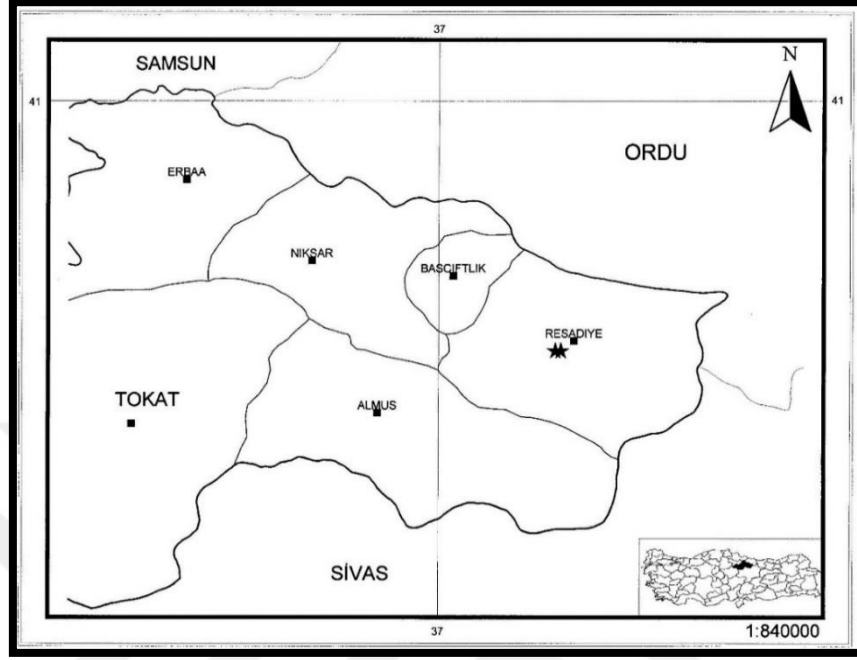 37
SAMSUN
N
41
41
ORDU
ERBAA
NIKSAR
BASCIFTLIK
RESADIYE
TOKAT
ALMUS
SİVAS
37
1:840000